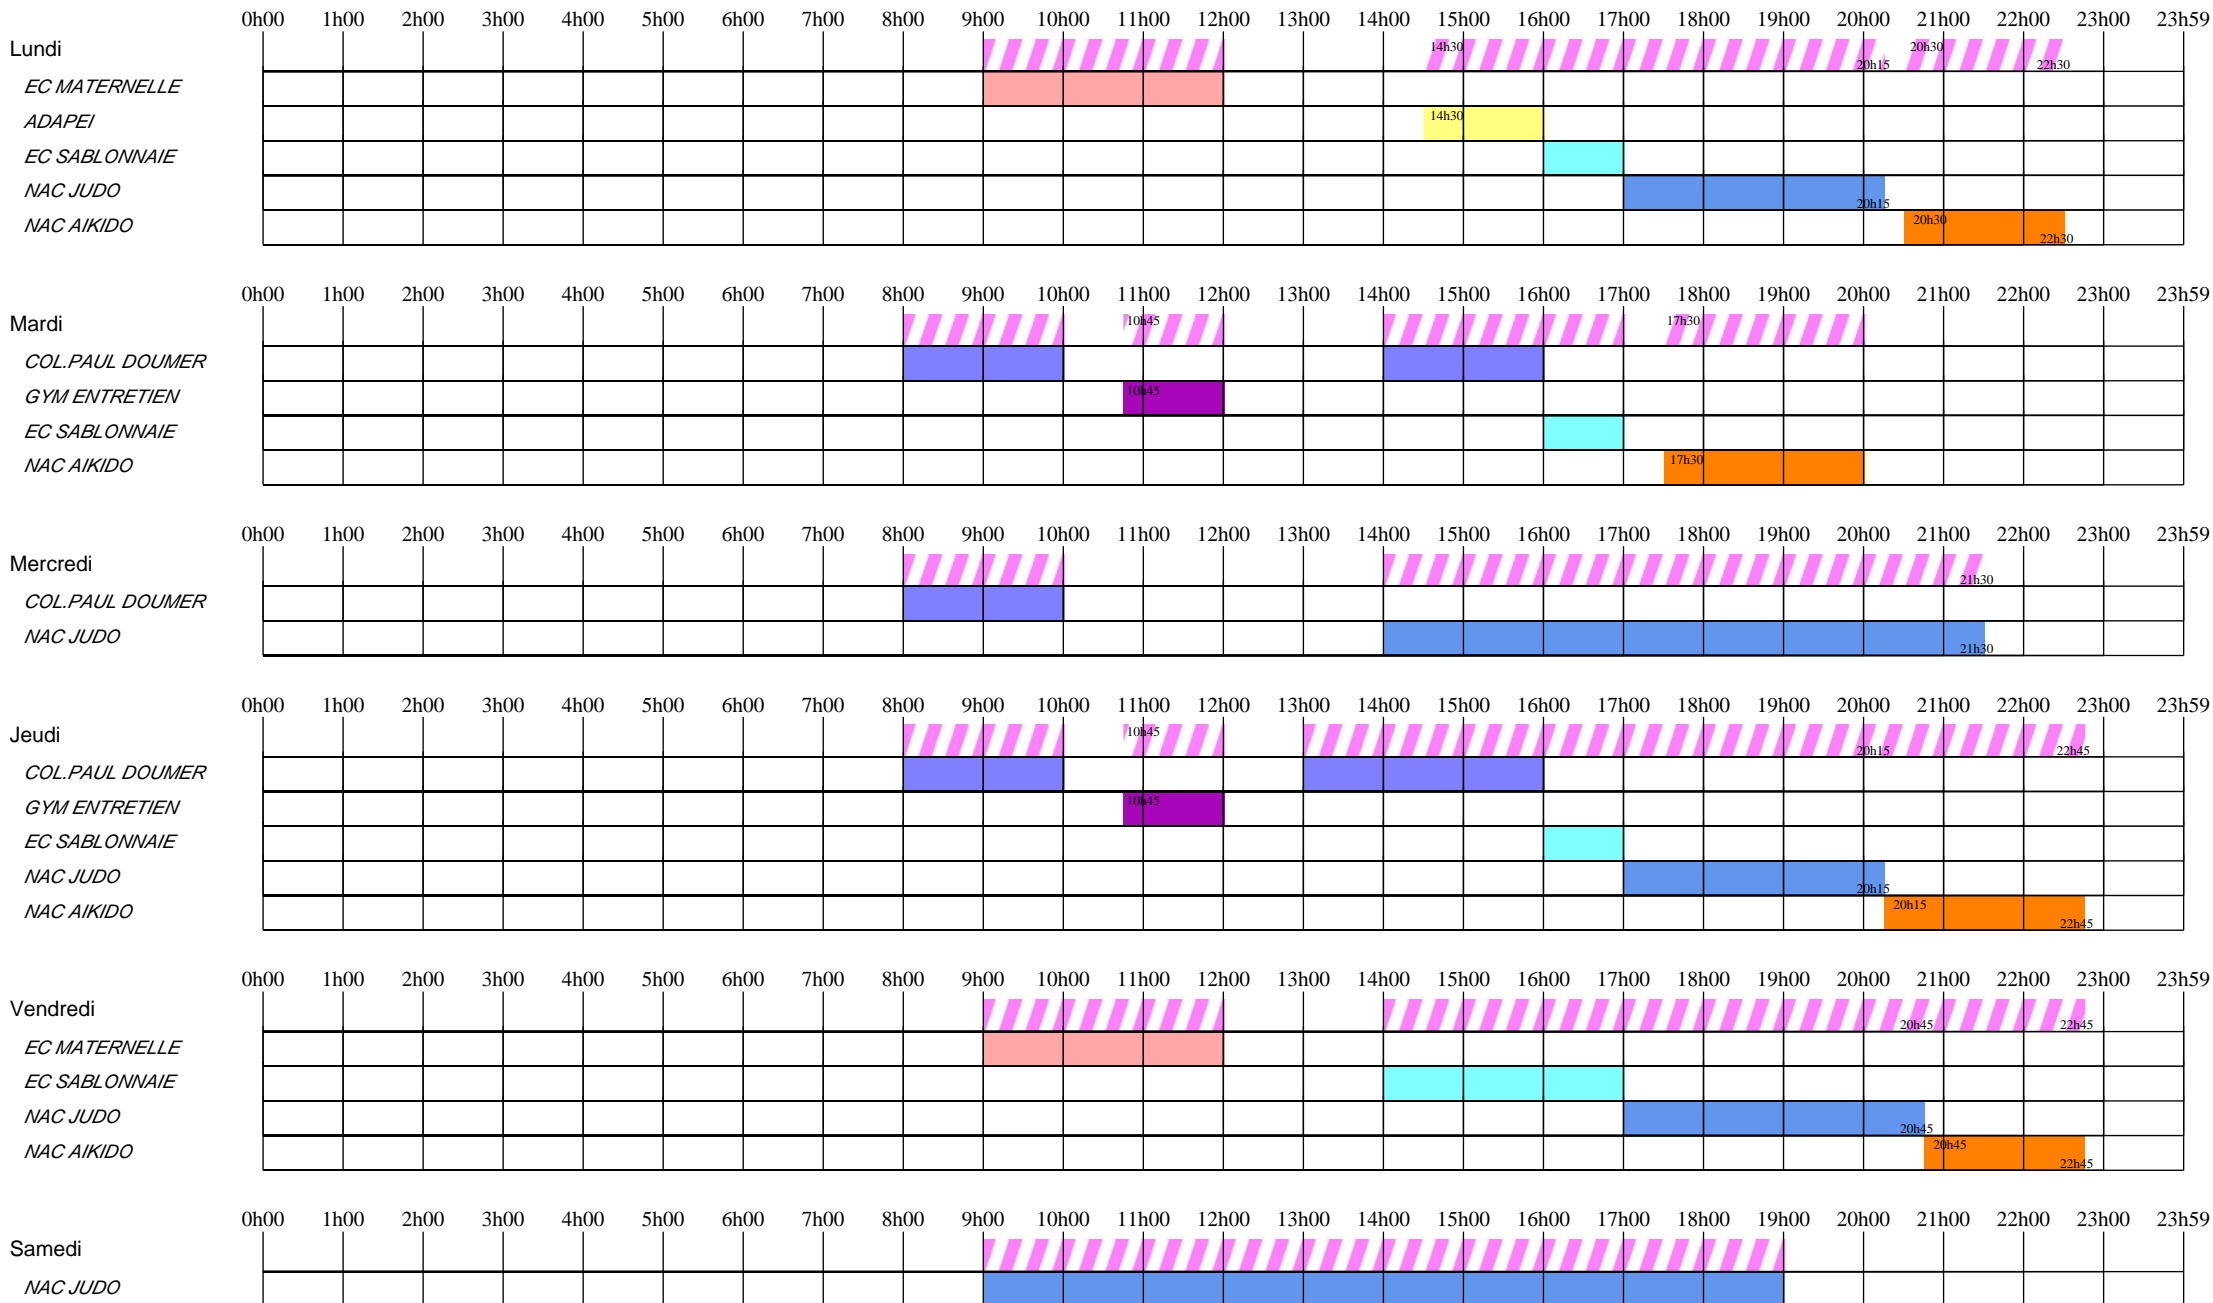 0h00 1h00 2h00 3h00 4h00 5h00 6h00 7h00 8h00 9h00 10h00 11h00 12h00 13h00 14h00 15h00 16h00 17h00 18h00 19h00 20h00 21h00 22h00 23h00 23h59
Lundi 14h30 20h15 20h30 22h30
EC MATERNELLE
ADAPEI 14h30
EC SABLONNAIE
NAC JUDO 20h15
NAC AIKIDO 20h30 22h30
0h00 1h00 2h00 3h00 4h00 5h00 6h00 7h00 8h00 9h00 10h00 11h00 12h00 13h00 14h00 15h00 16h00 17h00 18h00 19h00 20h00 21h00 22h00 23h00 23h59
Mardi 10h45 17h30
COL.PAUL DOUMER
GYM ENTRETIEN 10h45
EC SABLONNAIE
NAC AIKIDO 17h30
0h00 1h00 2h00 3h00 4h00 5h00 6h00 7h00 8h00 9h00 10h00 11h00 12h00 13h00 14h00 15h00 16h00 17h00 18h00 19h00 20h00 21h00 22h00 23h00 23h59
Mercredi 21h30
COL.PAUL DOUMER
NAC JUDO 21h30
0h00 1h00 2h00 3h00 4h00 5h00 6h00 7h00 8h00 9h00 10h00 11h00 12h00 13h00 14h00 15h00 16h00 17h00 18h00 19h00 20h00 21h00 22h00 23h00 23h59
Jeudi 10h45 20h15 22h45
COL.PAUL DOUMER
GYM ENTRETIEN 10h45
EC SABLONNAIE
NAC JUDO 20h15
NAC AIKIDO 20h15 22h45
0h00 1h00 2h00 3h00 4h00 5h00 6h00 7h00 8h00 9h00 10h00 11h00 12h00 13h00 14h00 15h00 16h00 17h00 18h00 19h00 20h00 21h00 22h00 23h00 23h59
Vendredi 20h45 22h45
EC MATERNELLE
EC SABLONNAIE
NAC JUDO 20h45
NAC AIKIDO 20h45 22h45
0h00 1h00 2h00 3h00 4h00 5h00 6h00 7h00 8h00 9h00 10h00 11h00 12h00 13h00 14h00 15h00 16h00 17h00 18h00 19h00 20h00 21h00 22h00 23h00 23h59
Samedi
NAC JUDO